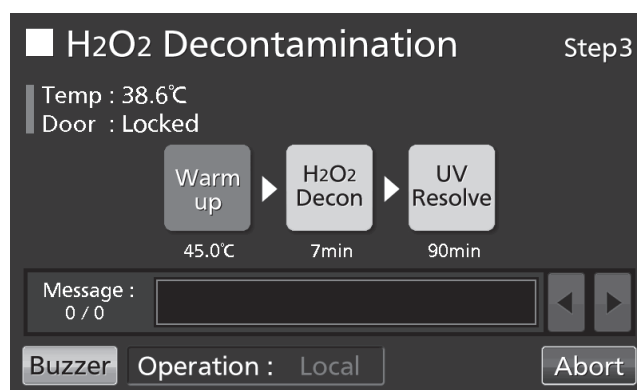 H2O2 Decontamination Step3
Temp : 38.6℃
Door : Locked
Warm up
H2O2 Decon
UV Resolve
45.0℃ 7min 90min
Message :
0 / 0
Buzzer Operation : Local Abort